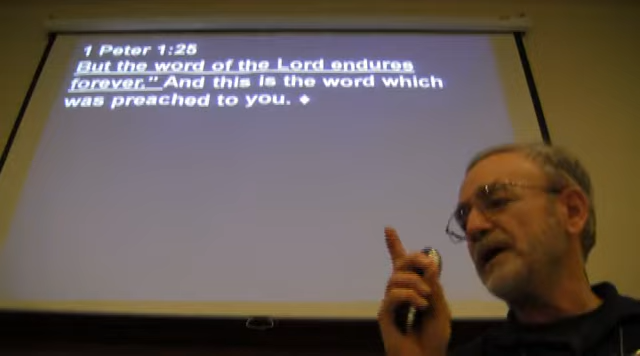 1 Peter 1:25
But the word of the Lord endures
forever." And this is the word which
was preached to you. ◆